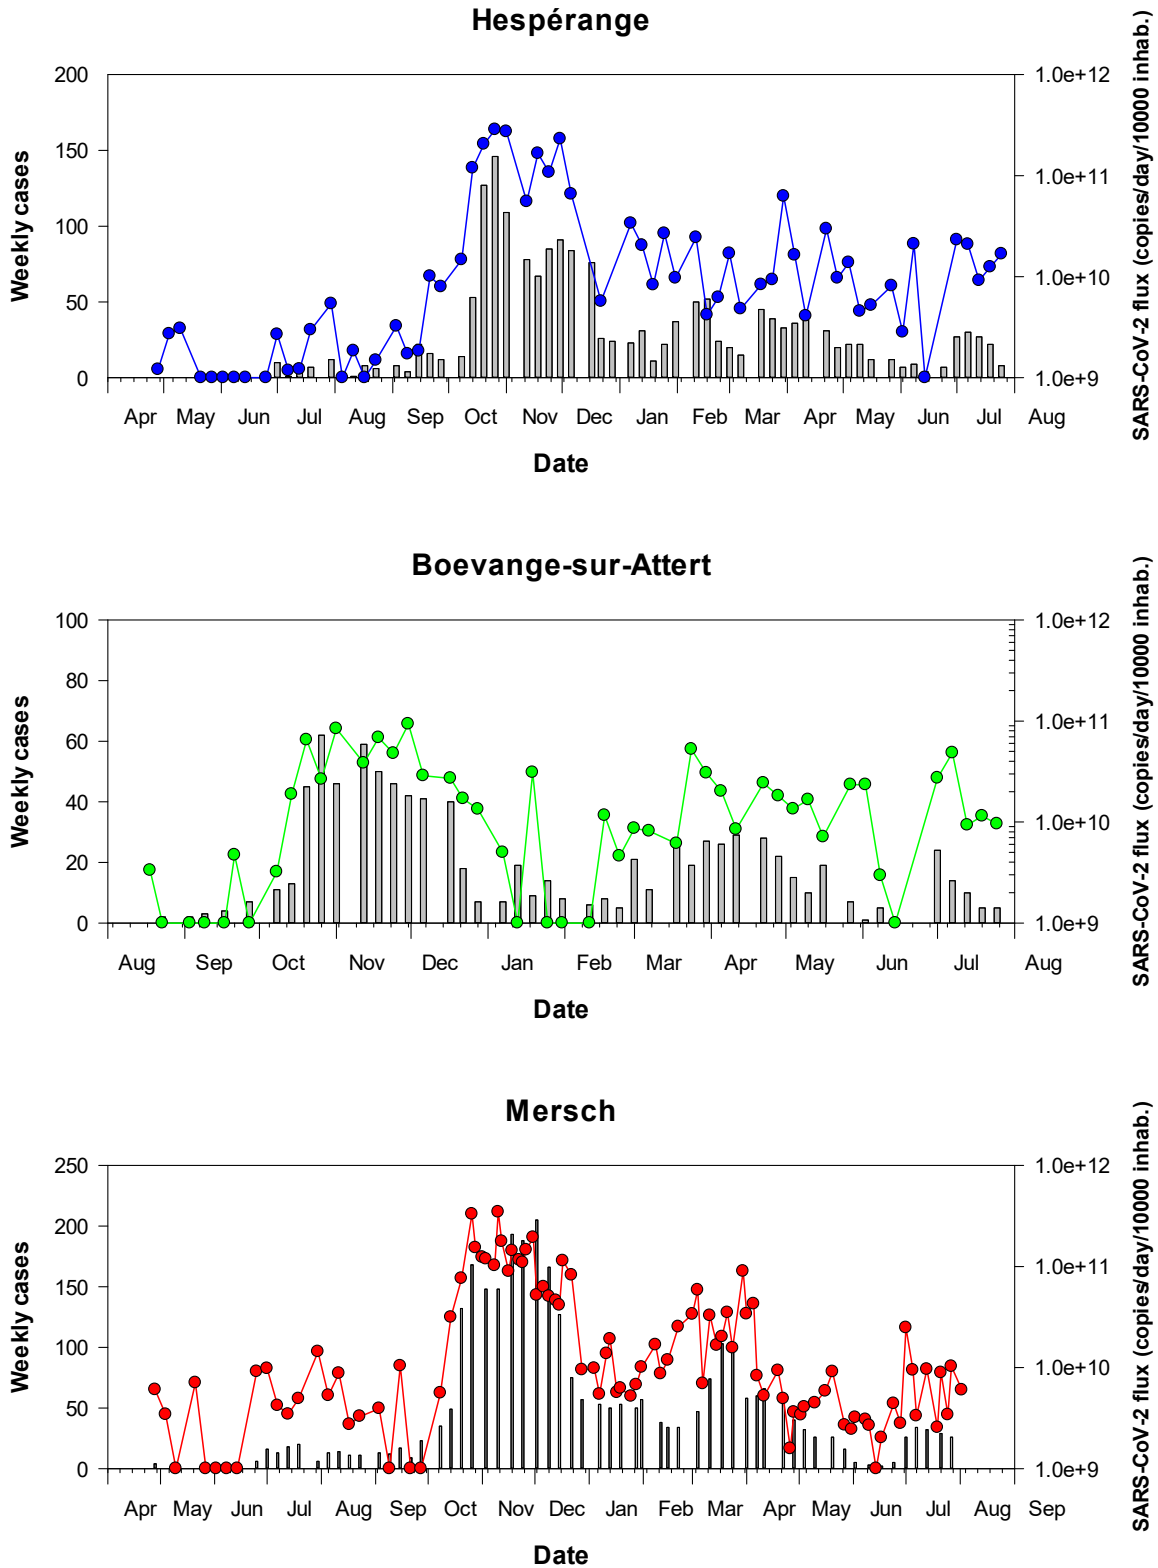 Hespérange
200
150
100
50
0
Weekly cases
1.0e+12
1.0e+11
1.0e+10
1.0e+9
SARS-CoV-2 flux (copies/day/10000 inhab.)
Apr May Jun Jul Aug Sep Oct Nov Dec Jan Feb Mar Apr May Jun Jul Aug
Date
Boevange-sur-Attert
100
80
60
40
20
0
Weekly cases
1.0e+12
1.0e+11
1.0e+10
1.0e+9
SARS-CoV-2 flux (copies/day/10000 inhab.)
Aug Sep Oct Nov Dec Jan Feb Mar Apr May Jun Jul Aug
Date
Mersch
250
200
150
100
50
0
Weekly cases
1.0e+12
1.0e+11
1.0e+10
1.0e+9
SARS-CoV-2 flux (copies/day/10000 inhab.)
Apr May Jun Jul Aug Sep Oct Nov Dec Jan Feb Mar Apr May Jun Jul Aug Sep
Date